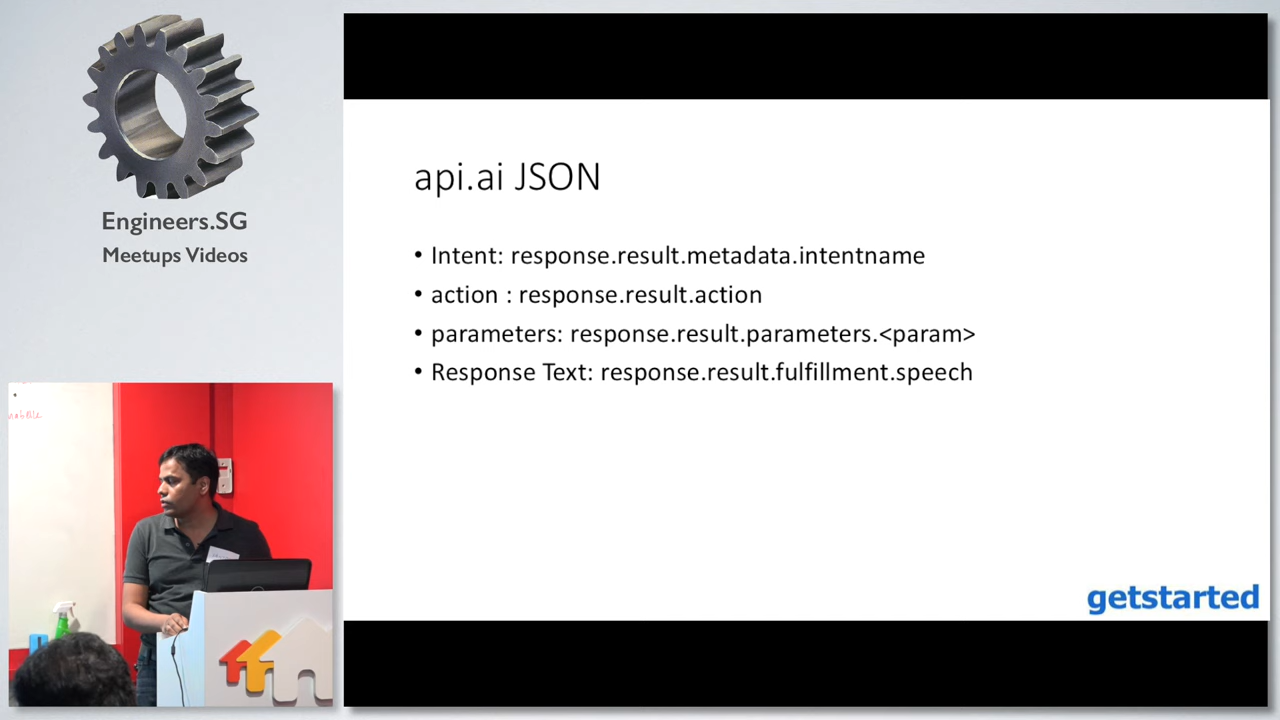 Engineers.SG
Meetups Videos
api.ai JSON
• Intent: response.result.metadata.intentname
• action : response.result.action
• parameters: response.result.parameters.<param>
• Response Text: response.result.fulfillment.speech
getstarted